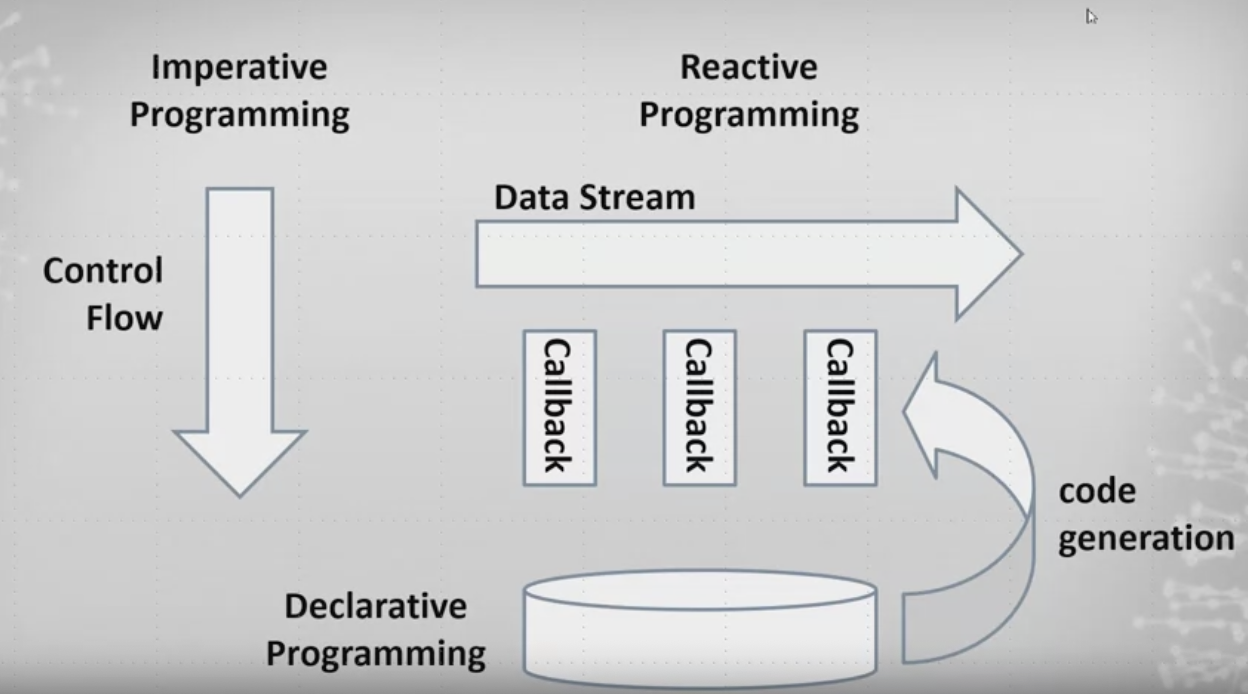 Imperative
Programming
Reactive
Programming
Data Stream
Control
Flow
Callback
Callback
Callback
code
generation
Declarative
Programming